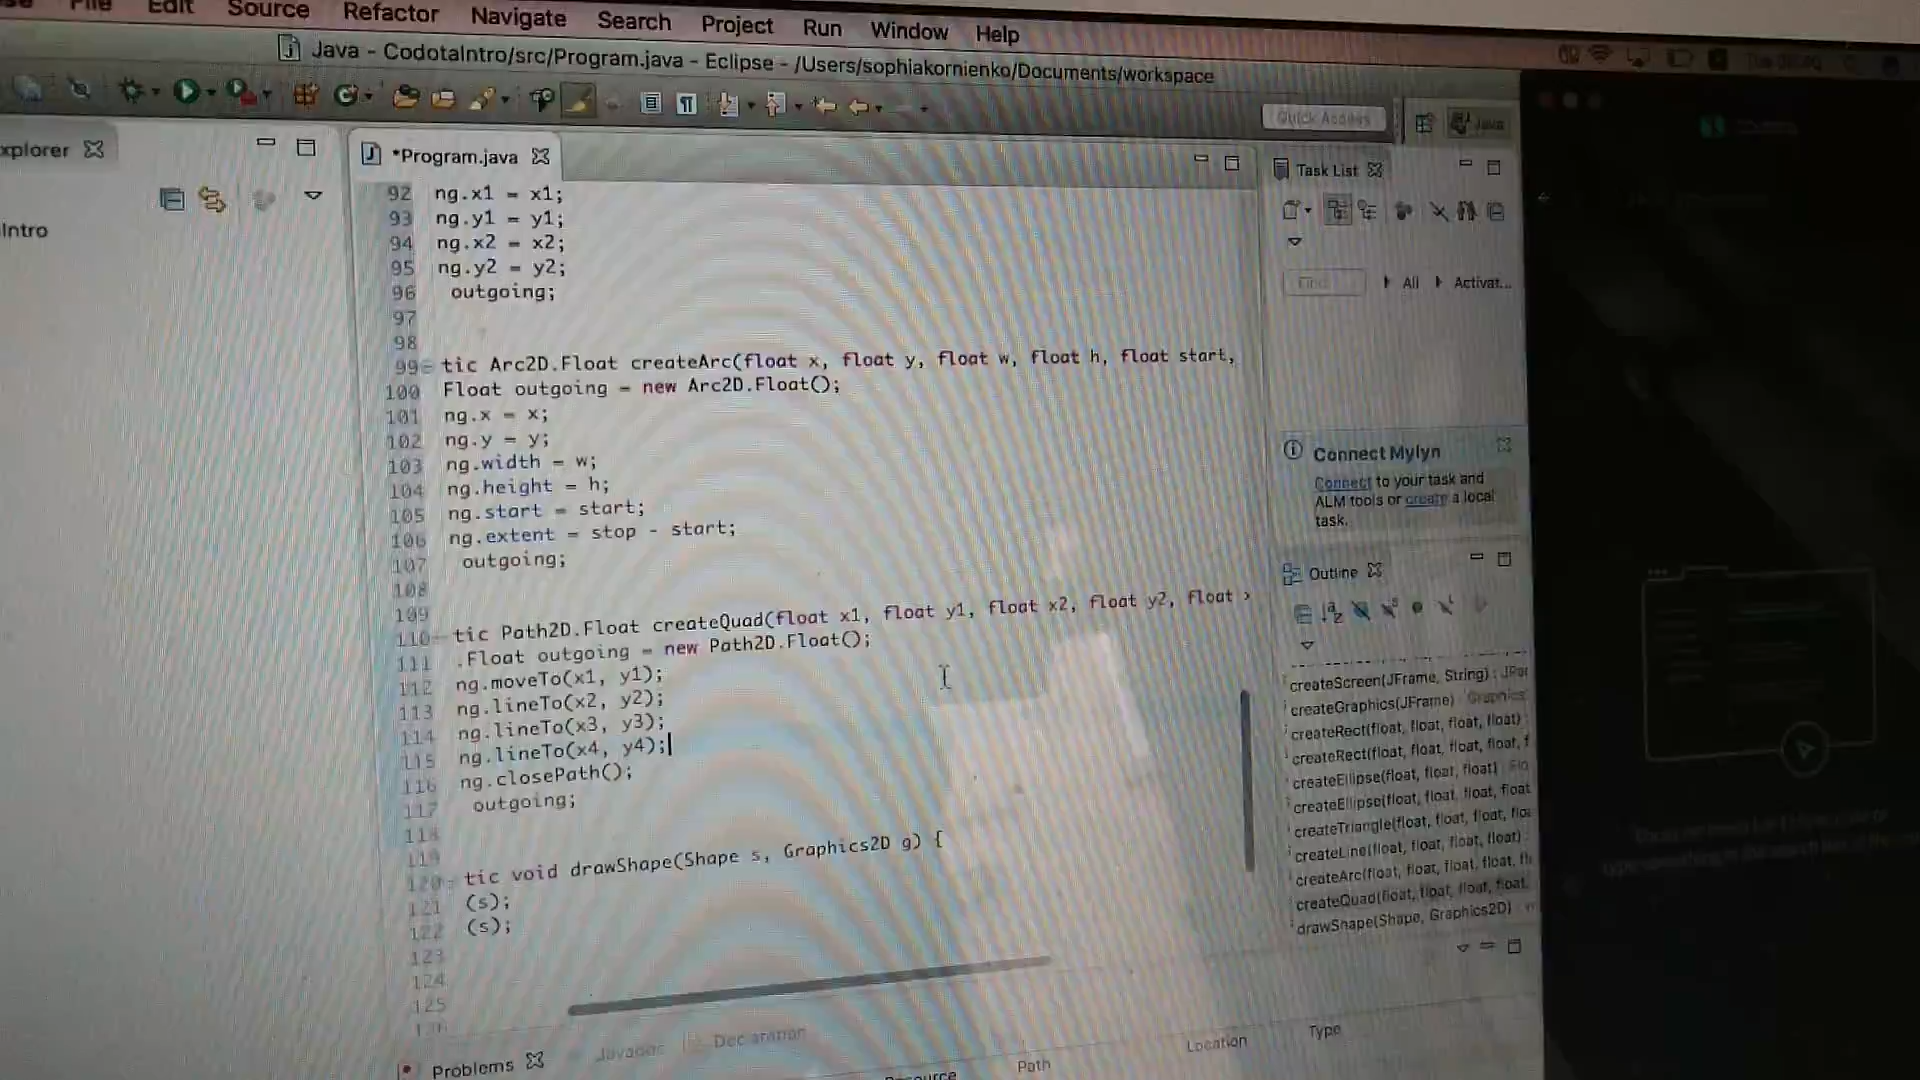 File Edit Source Refactor Navigate Search Project Run Window Help
Java - CodotaIntro/src/Program.java - Eclipse - /Users/sophiakornienko/Documents/workspace
Quick Access
Java
xplorer
*Program.java
Task List
Intro
92 ng.x1 = x1;
93 ng.y1 = y1;
94 ng.x2 = x2;
95 ng.y2 = y2;
96 outgoing;
97
98
99 tic Arc2D.Float createArc(float x, float y, float w, float h, float start,
100 Float outgoing = new Arc2D.Float();
101 ng.x = x;
102 ng.y = y;
103 ng.width = w;
104 ng.height = h;
105 ng.start = start;
106 ng.extent = stop - start;
107 outgoing;
108
109
110 tic Path2D.Float createQuad(float x1, float y1, float x2, float y2, float x
111 .Float outgoing = new Path2D.Float();
112 ng.moveTo(x1, y1);
113 ng.lineTo(x2, y2);
114 ng.lineTo(x3, y3);
115 ng.lineTo(x4, y4);
116 ng.closePath();
117 outgoing;
118
119
120 tic void drawShape(Shape s, Graphics2D g) {
121 (s);
122 (s);
123
124
125
Find
All
Activat...
Connect Mylyn
Connect to your task and
ALM tools or create a local
task.
Outline
createScreen(JFrame, String) : JPar
createGraphics(JFrame) : Graphics
createRect(float, float, float, float) :
createRect(float, float, float, float, f
createEllipse(float, float, float) : Flo
createEllipse(float, float, float, float
createTriangle(float, float, float, floa
createLine(float, float, float, float) :
createArc(float, float, float, float, fl
createQuad(float, float, float, float,
drawShape(Shape, Graphics2D) :
Problems
Javadoc
Declaration
Resource
Path
Location
Type